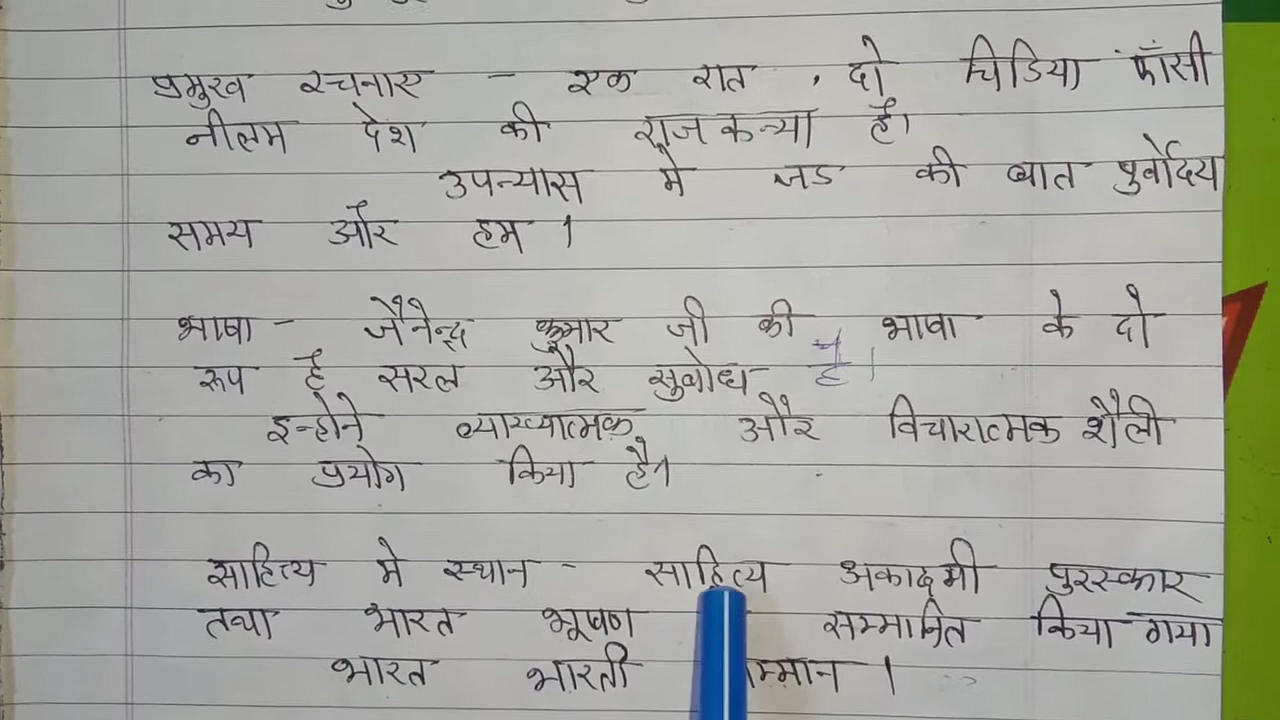 प्रमुख रचनाए - एक रात, दो चिडिया फाँसी
नीलम देश की राजकन्या है।
उपन्यास मे जड की बात पुर्वोदय
समय और हम।
भाषा - जैनेन्द्र कुमार जी की भाषा के दो
रूप है सरल और सुबोध है।
इन्होने व्याख्यात्मक और विचारात्मक शैली
का प्रयोग किया है।
साहित्य मे स्थान - साहित्य अकादमी पुरस्कार
तथा भारत भूषण सम्मानित किया गया
भारत भारती म्मान।